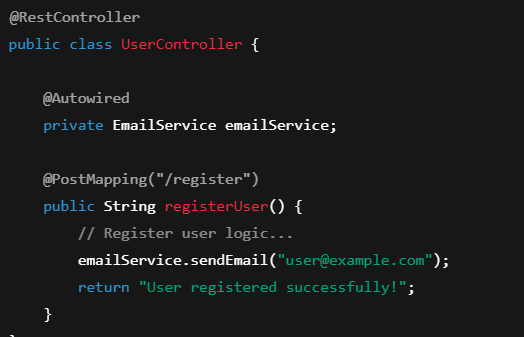 @RestController
public class UserController {
@Autowired
private EmailService emailService;
@PostMapping("/register")
public String registerUser() {
// Register user logic...
emailService.sendEmail("user@example.com");
return "User registered successfully!";
}
}